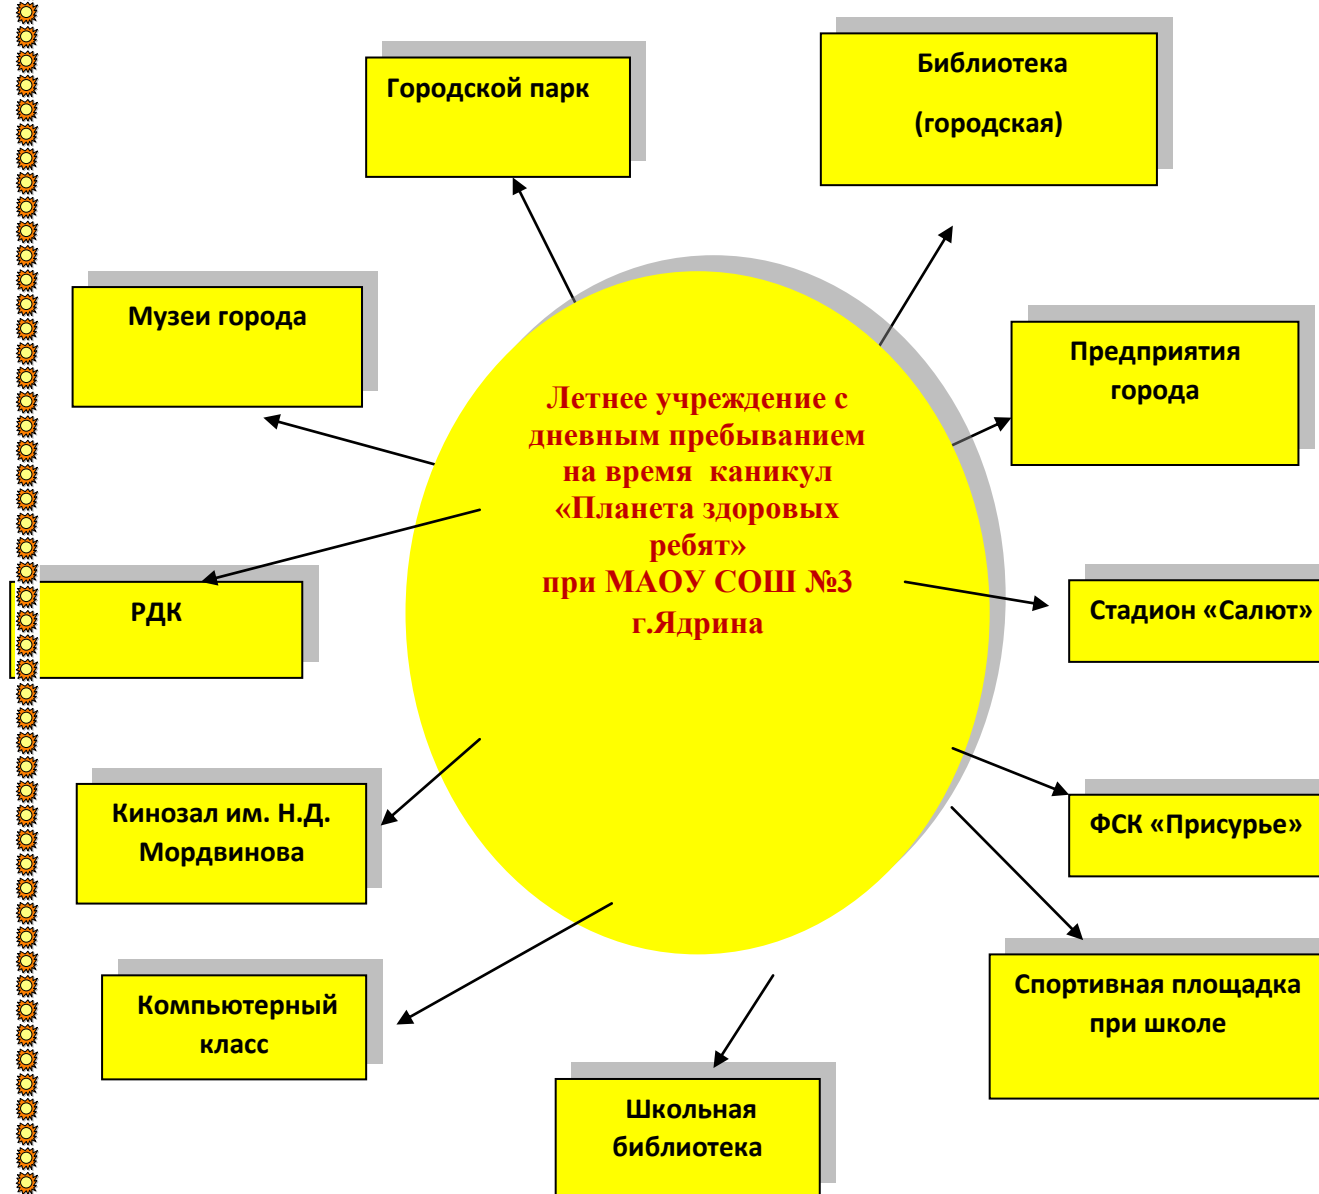 Городской парк
Библиотека
(городская)
Музеи города
Предприятия
города
Летнее учреждение с
дневным пребыванием
на время каникул
«Планета здоровых
ребят»
при МАОУ СОШ №3
г.Ядрина
РДК
Стадион «Салют»
Кинозал им. Н.Д.
Мордвинова
ФСК «Присурье»
Компьютерный
класс
Спортивная площадка
при школе
Школьная
библиотека